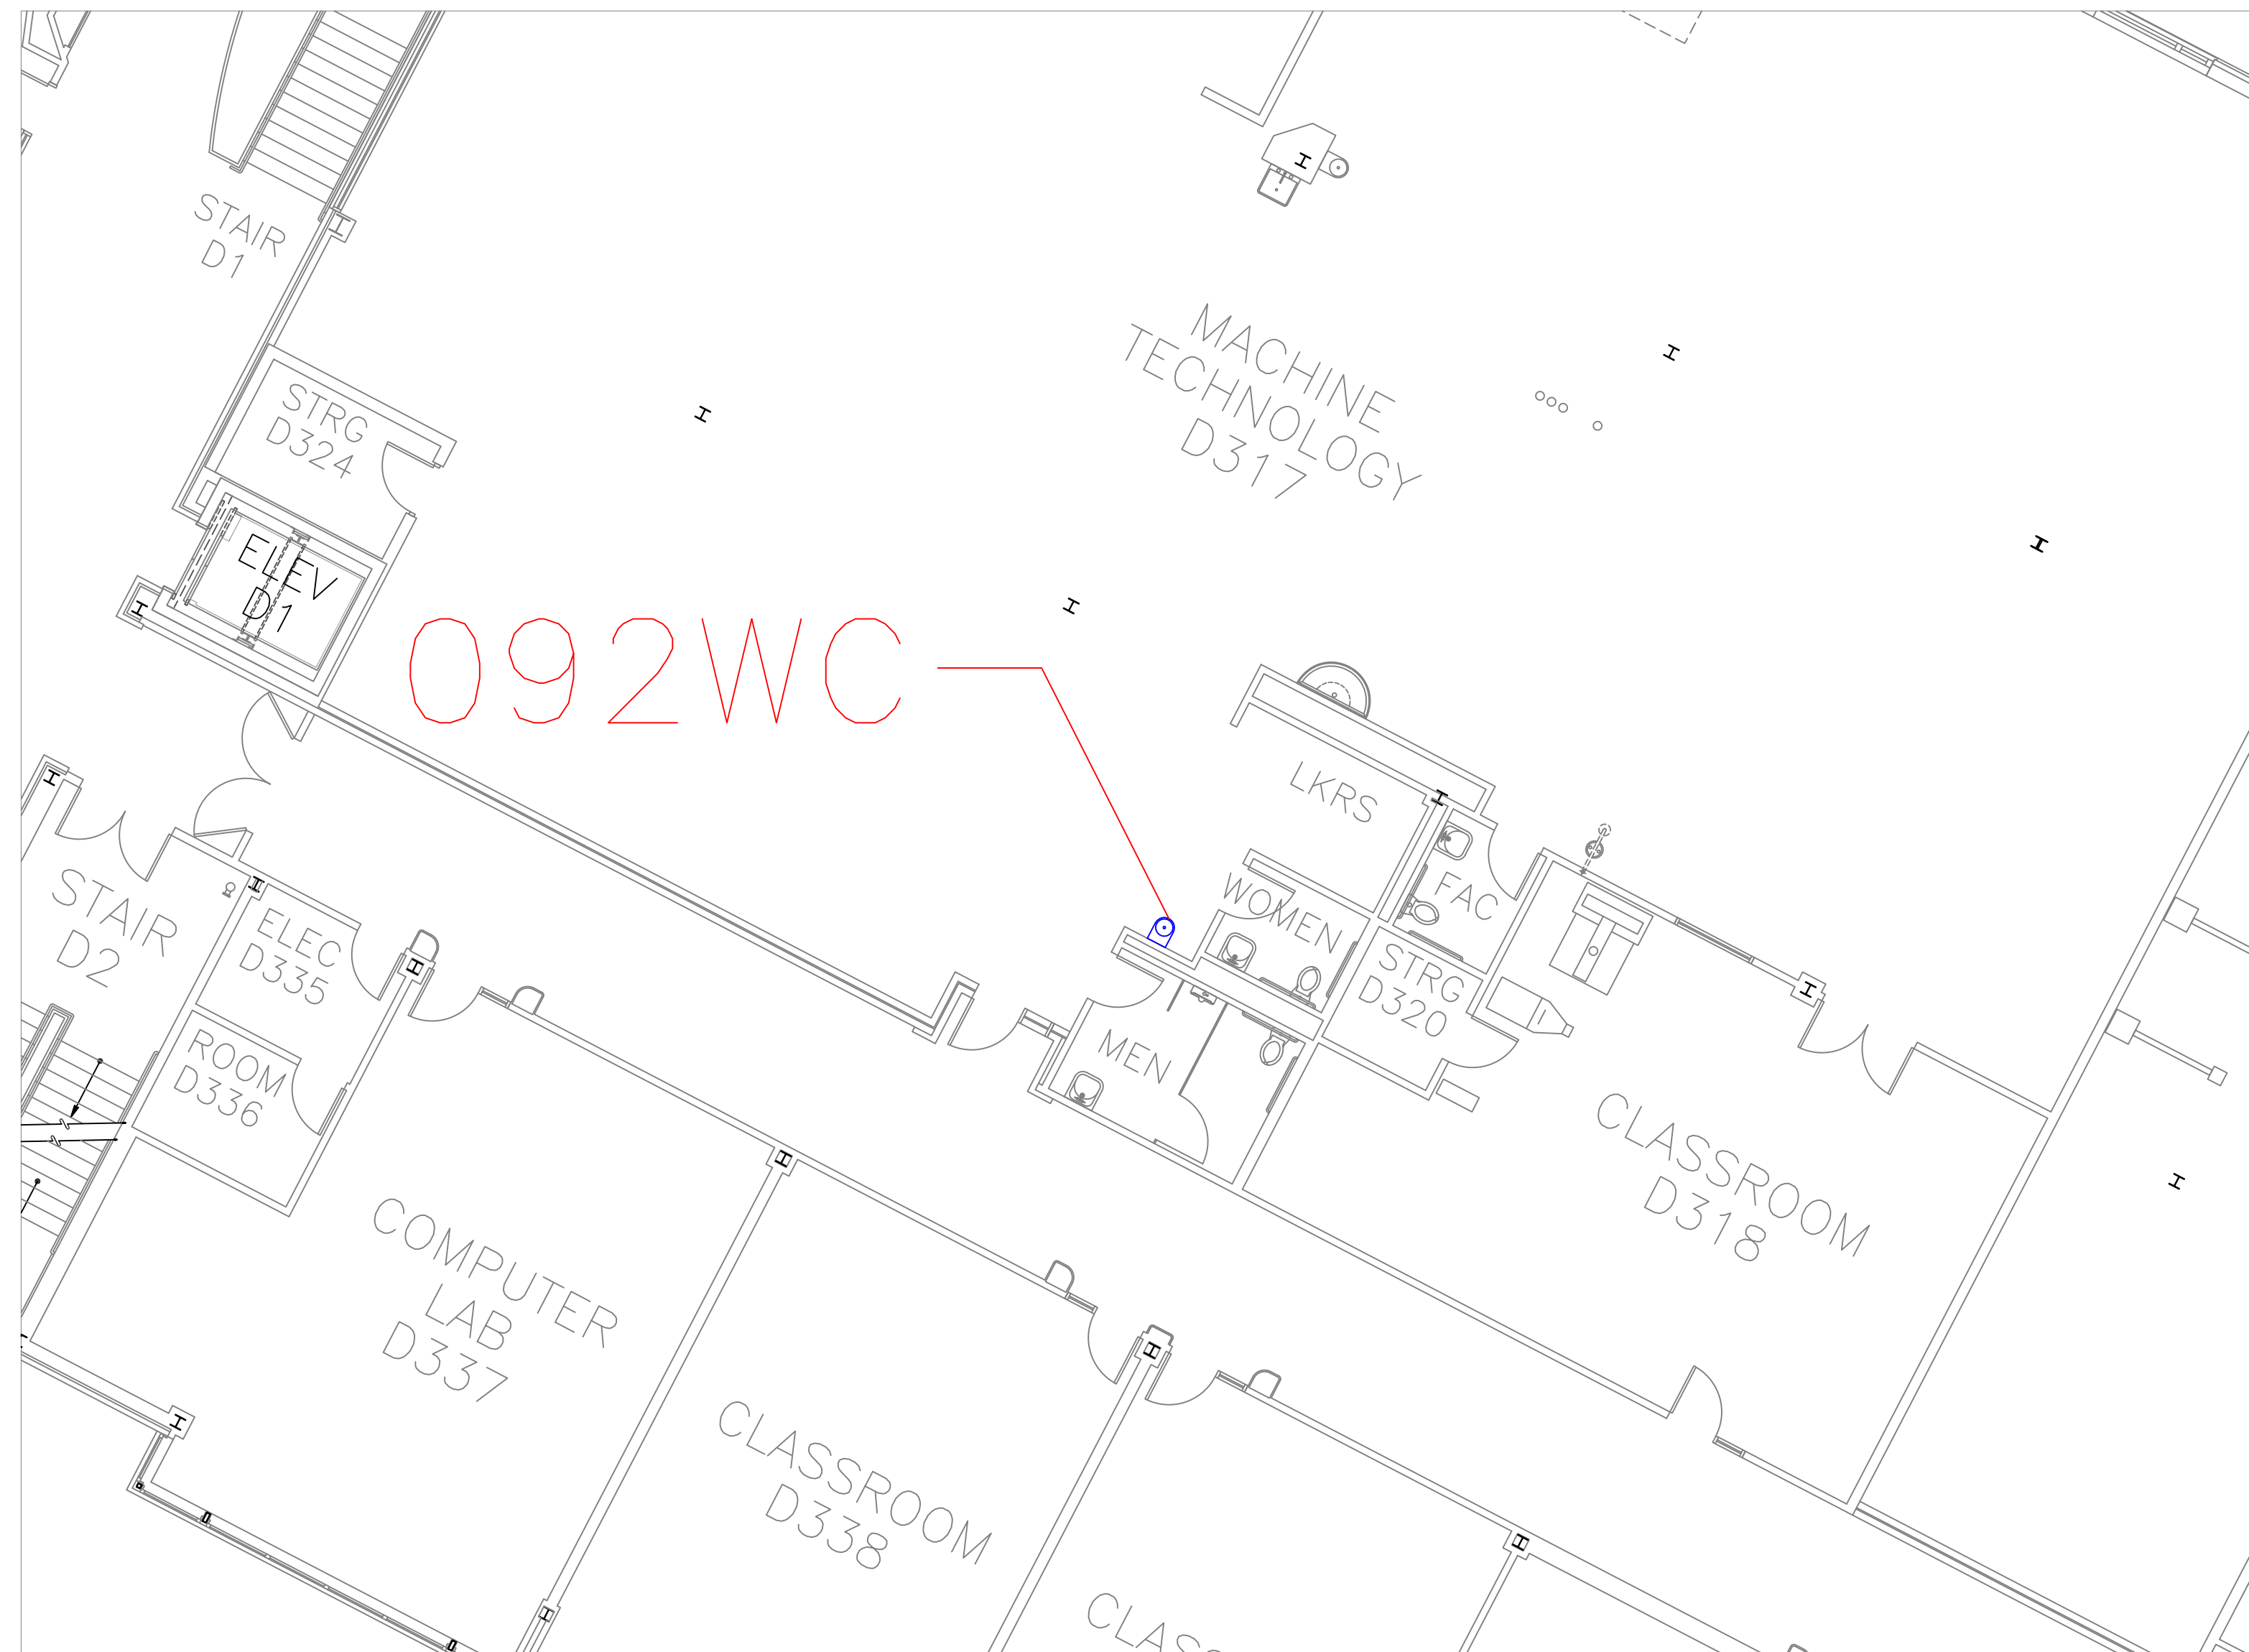 STAIR
D1
MACHINE
TECHNOLOGY
D317
STRG
D324
ELEV
D1
092WC
LKRS
WOMEN
FAC
STAIR
D2
ELEC
D335
STRG
D320
ROOM
D336
MEN
CLASSROOM
D318
COMPUTER
LAB
D337
CLASSROOM
D338